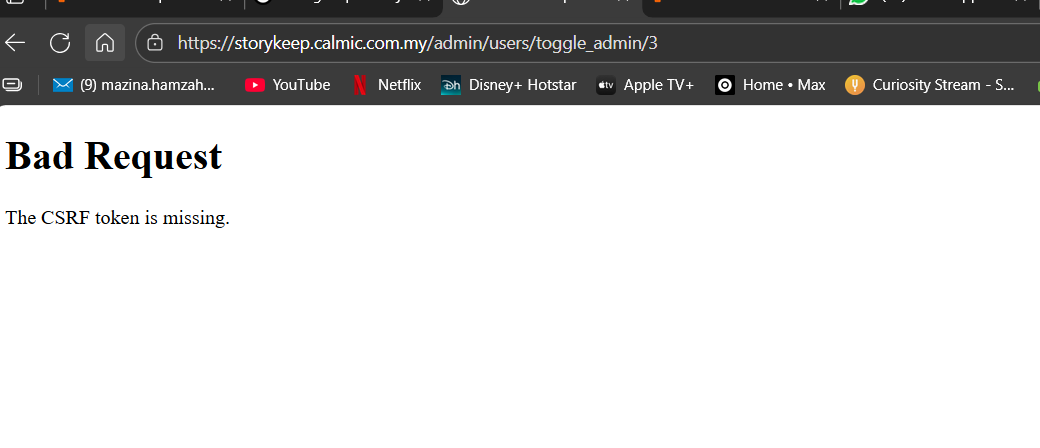 https://storykeep.calmic.com.my/admin/users/toggle_admin/3
(9) mazina.hamzah... YouTube Netflix Disney+ Hotstar Apple TV+ Home • Max Curiosity Stream - S...
Bad Request
The CSRF token is missing.